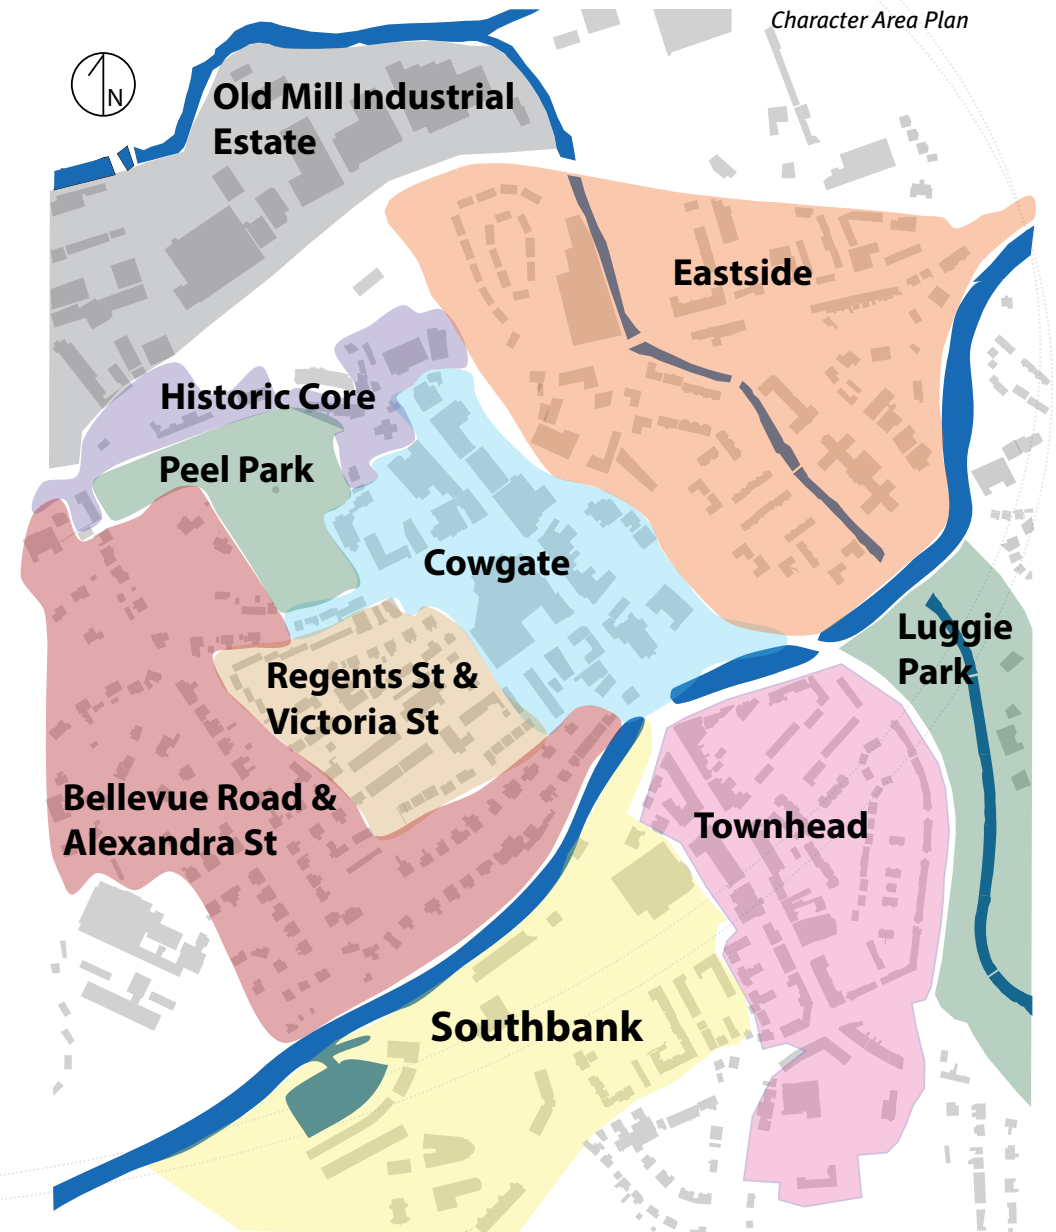 Character Area Plan
N
Old Mill Industrial
Estate
Eastside
Historic Core
Peel Park
Cowgate
Luggie
Park
Regents St &
Victoria St
Bellevue Road &
Alexandra St
Townhead
Southbank